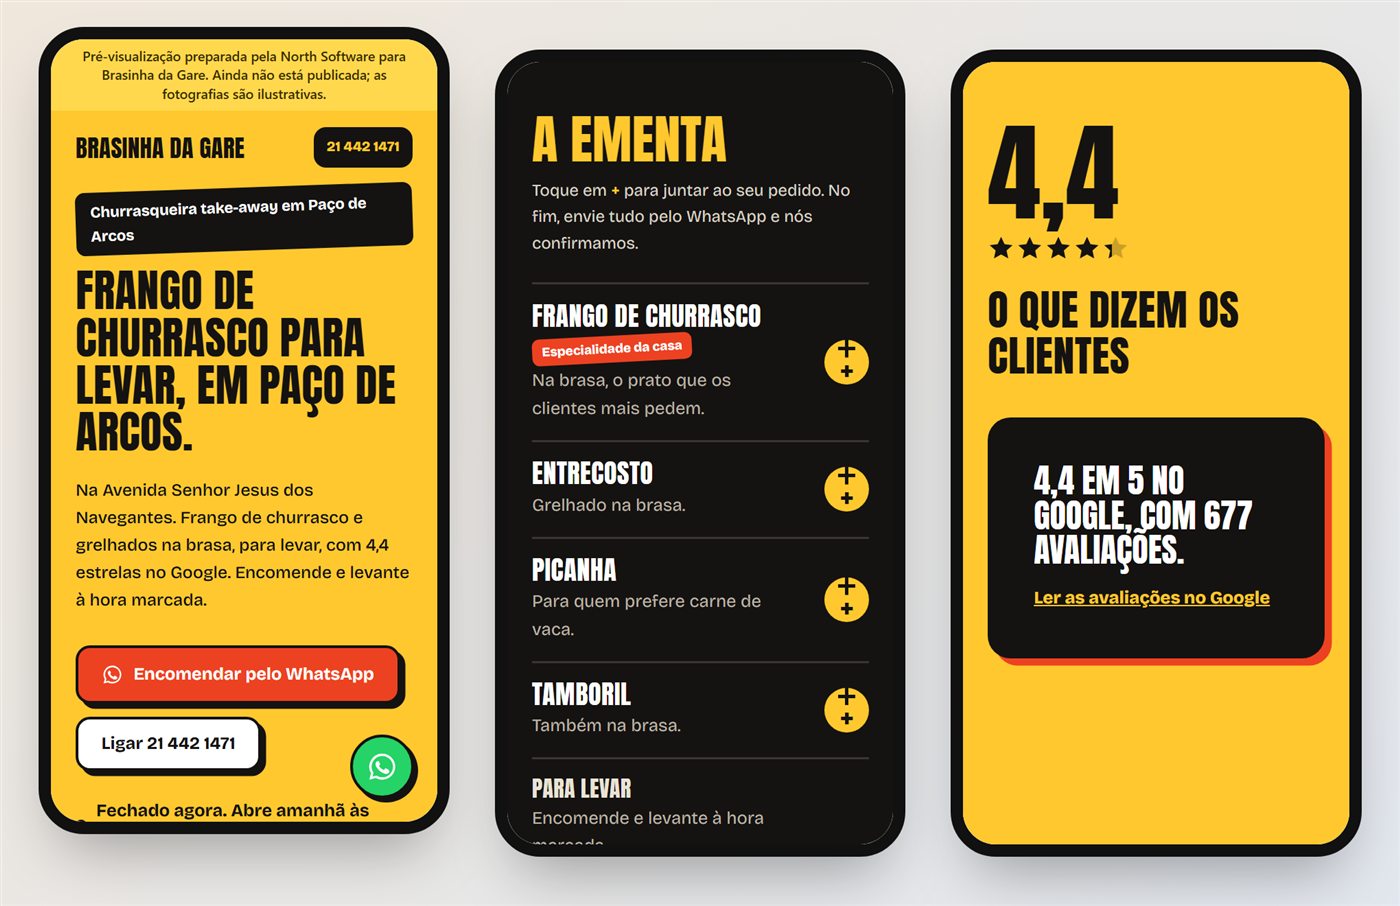 Pré-visualização preparada pela North Software para
Brasinha da Gare. Ainda não está publicada; as
fotografias são ilustrativas.
BRASINHA DA GARE
21 442 1471
Churrasqueira take-away em Paço de
Arcos
FRANGO DE
CHURRASCO PARA
LEVAR, EM PAÇO DE
ARCOS.
Na Avenida Senhor Jesus dos
Navegantes. Frango de churrasco e
grelhados na brasa, para levar, com 4,4
estrelas no Google. Encomende e levante
à hora marcada.
Encomendar pelo WhatsApp
Ligar 21 442 1471
Fechado agora. Abre amanhã às
A EMENTA
Toque em + para juntar ao seu pedido. No
fim, envie tudo pelo WhatsApp e nós
confirmamos.
FRANGO DE CHURRASCO
Especialidade da casa
Na brasa, o prato que os
clientes mais pedem.
+
+
ENTRECOSTO
Grelhado na brasa.
+
+
PICANHA
Para quem prefere carne de
vaca.
+
+
TAMBORIL
Também na brasa.
+
+
PARA LEVAR
Encomende e levante à hora
marcada.
4,4
O QUE DIZEM OS
CLIENTES
4,4 EM 5 NO
GOOGLE, COM 677
AVALIAÇÕES.
Ler as avaliações no Google